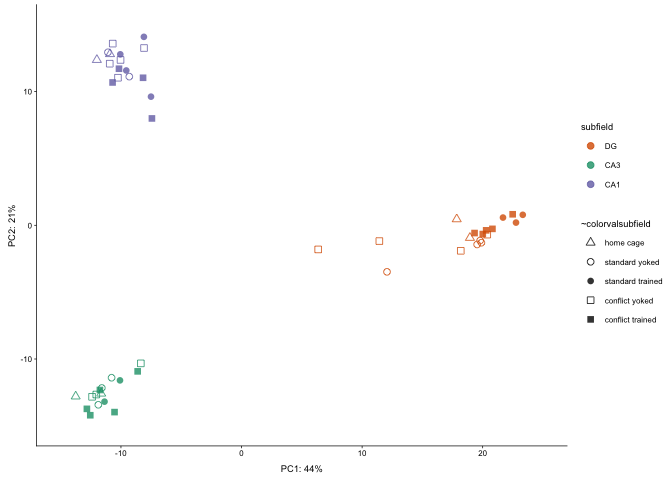 10
0
-10
PC2: 21%
-10
0
10
20
PC1: 44%
subfield
DG
CA3
CA1
~colorvalsubfield
home cage
standard yoked
standard trained
conflict yoked
conflict trained